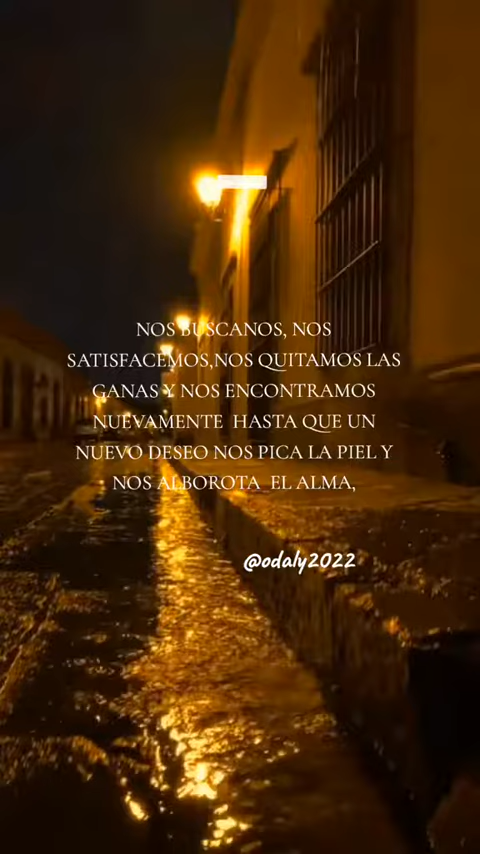 NOS BUSCANOS, NOS
SATISFACEMOS,NOS QUITAMOS LAS
GANAS Y NOS ENCONTRAMOS
NUEVAMENTE HASTA QUE UN
NUEVO DESEO NOS PICA LA PIEL Y
NOS ALBOROTA EL ALMA,
@odaly2022